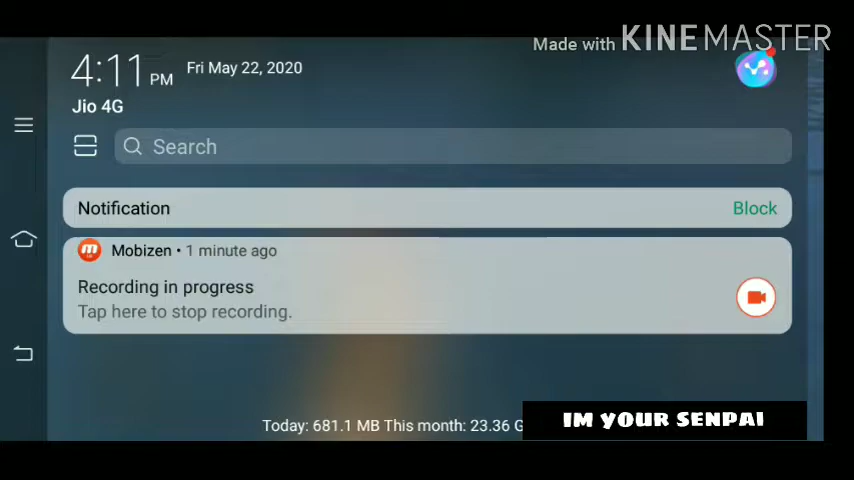 Made with KINEMASTER
4:11 PM Fri May 22, 2020
Jio 4G
Search
Notification Block
Mobizen • 1 minute ago
Recording in progress
Tap here to stop recording.
Today: 681.1 MB This month: 23.36 G
IM YOUR SENPAI